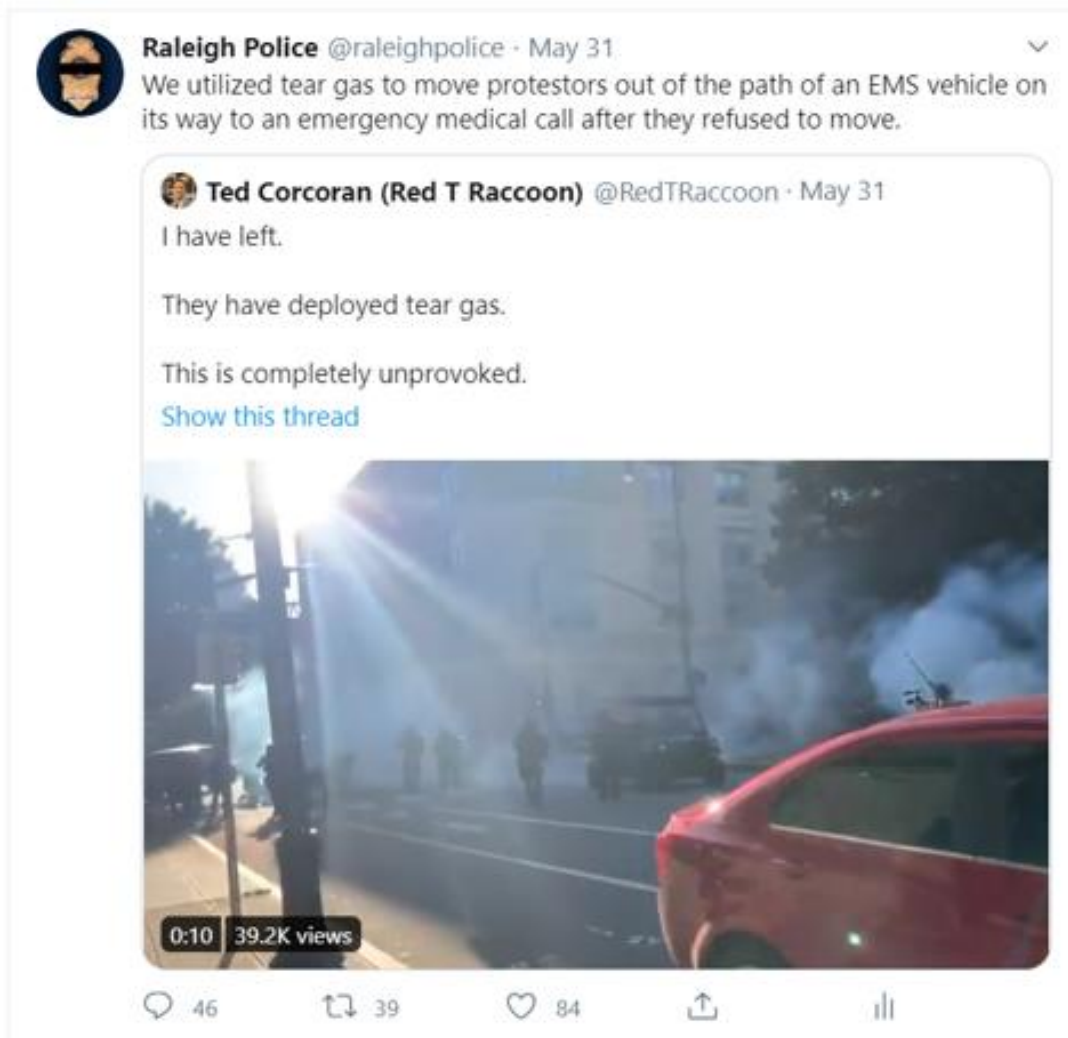 Raleigh Police @raleighpolice · May 31
We utilized tear gas to move protestors out of the path of an EMS vehicle on
its way to an emergency medical call after they refused to move.
Ted Corcoran (Red T Raccoon) @RedTRaccoon · May 31
I have left.
They have deployed tear gas.
This is completely unprovoked.
Show this thread
0:10 39.2K views
46 39 84